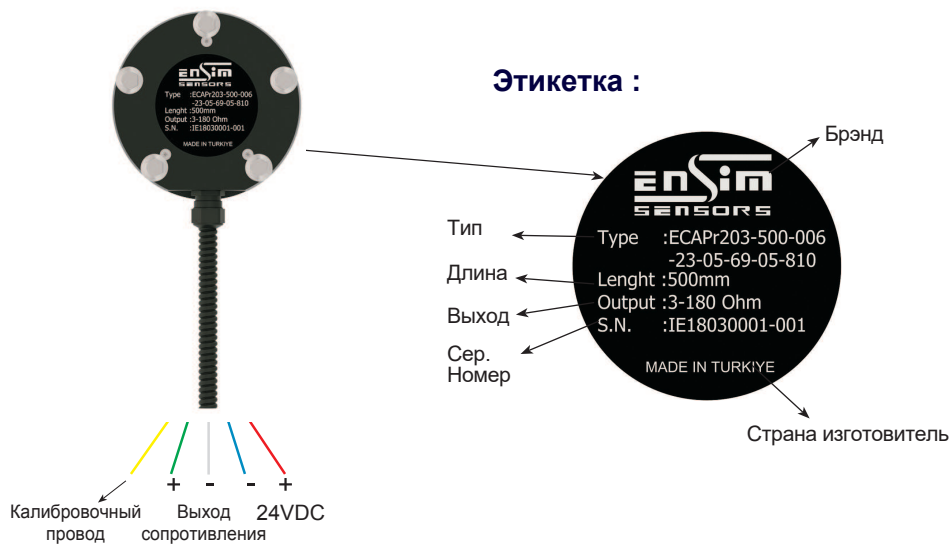 Этикетка :
ENSIM
SENSORS
Type :ECAPr203-500-006
-23-05-69-05-810
Lenght :500mm
Output :3-180 Ohm
S.N. :IE18030001-001
MADE IN TURKIYE
Брэнд
ENSIM
SENSORS
Тип
Type :ECAPr203-500-006
-23-05-69-05-810
Длина
Lenght :500mm
Выход
Output :3-180 Ohm
Сер.
Номер
S.N. :IE18030001-001
MADE IN TURKIYE
Страна изготовитель
+ - - +
Калибровочный
провод
Выход
сопротивления
24VDC